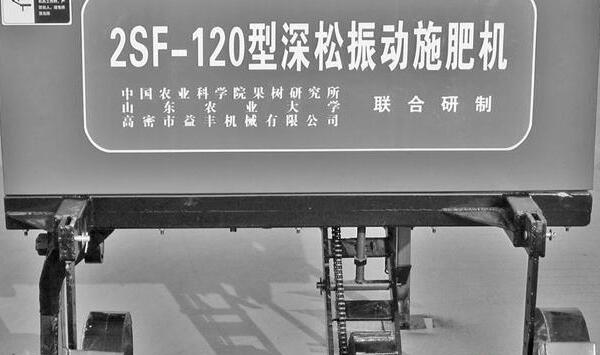 2SF-120型深松振动施肥机
中国农业科学院果树研究所
山东农业大学
联合研制
高密市益丰机械有限公司